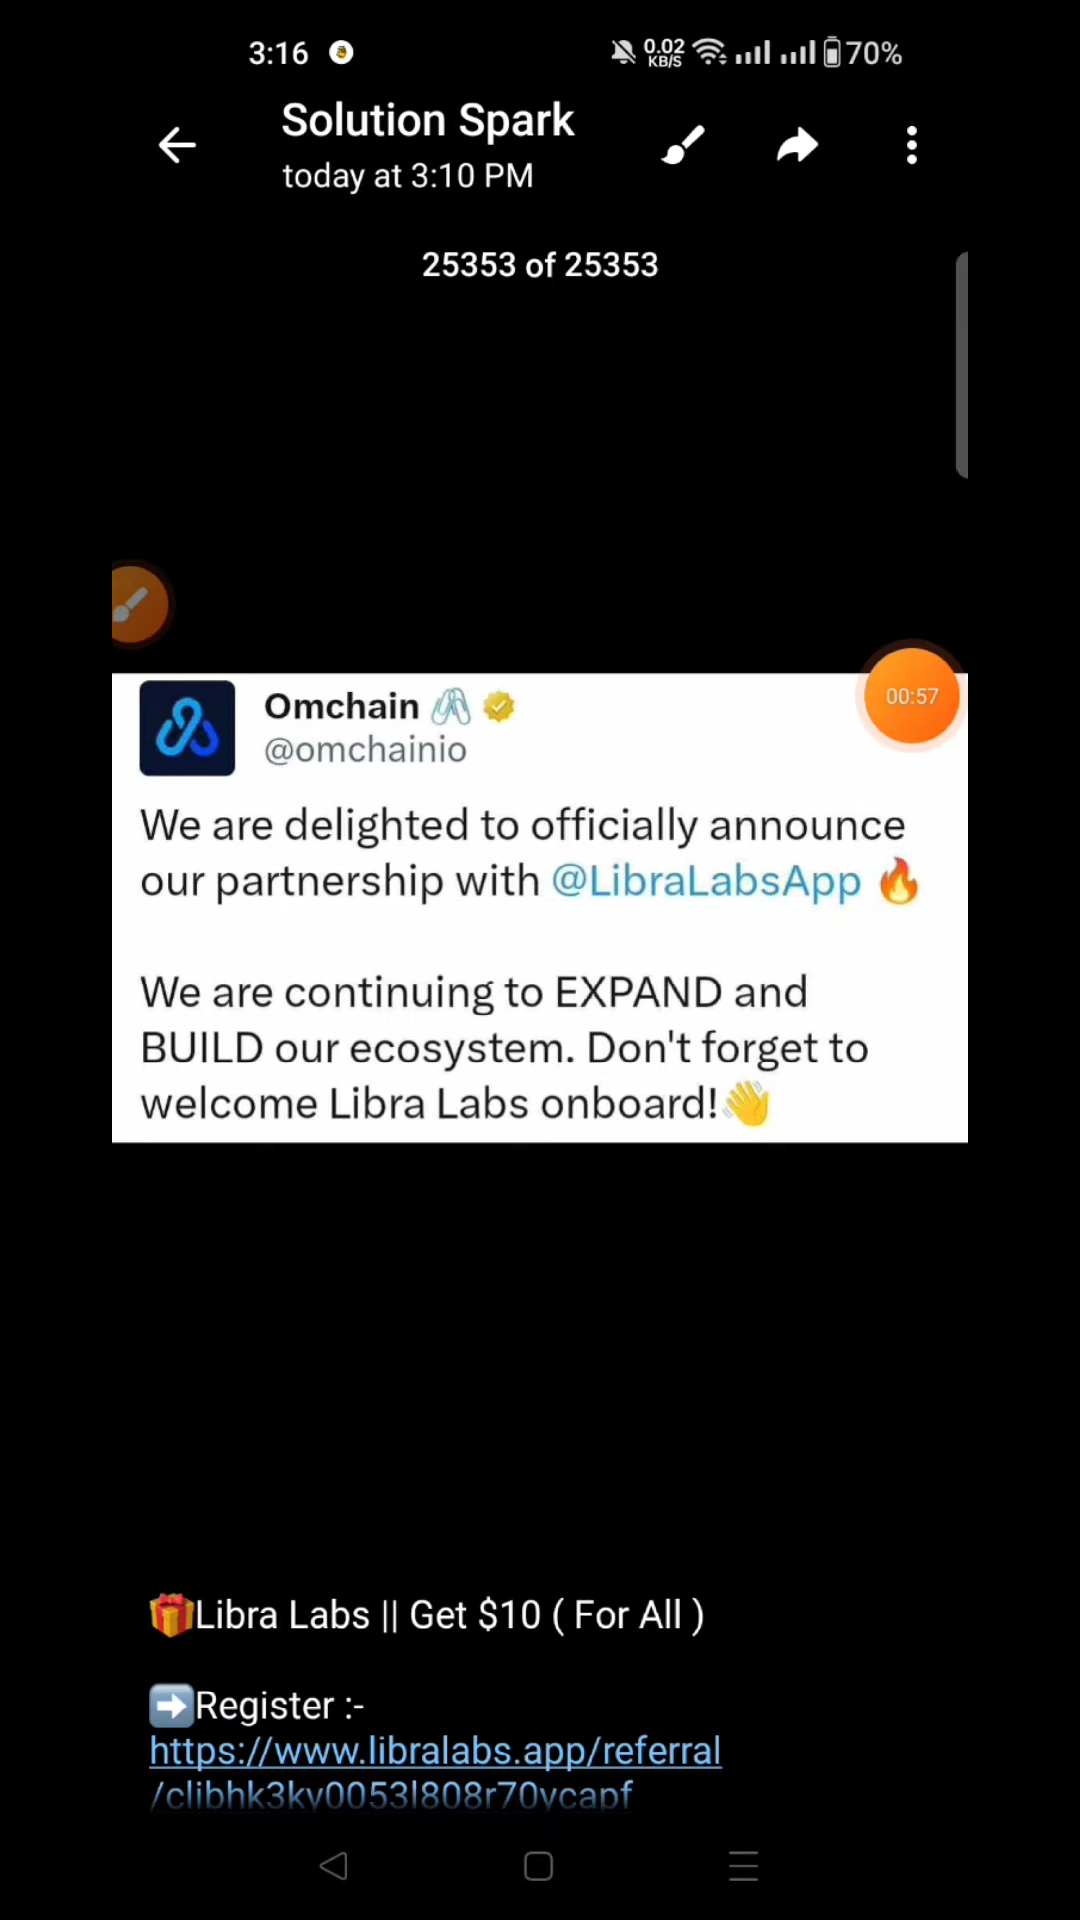 3:16 0.02 KB/S 70%
Solution Spark
today at 3:10 PM
25353 of 25353
00:57
Omchain
@omchainio
We are delighted to officially announce
our partnership with @LibraLabsApp 🔥
We are continuing to EXPAND and
BUILD our ecosystem. Don't forget to
welcome Libra Labs onboard!👋
🎁Libra Labs || Get $10 ( For All )
➡️Register :-
https://www.libralabs.app/referral
/clibhk3ky0053l808r70ycapf